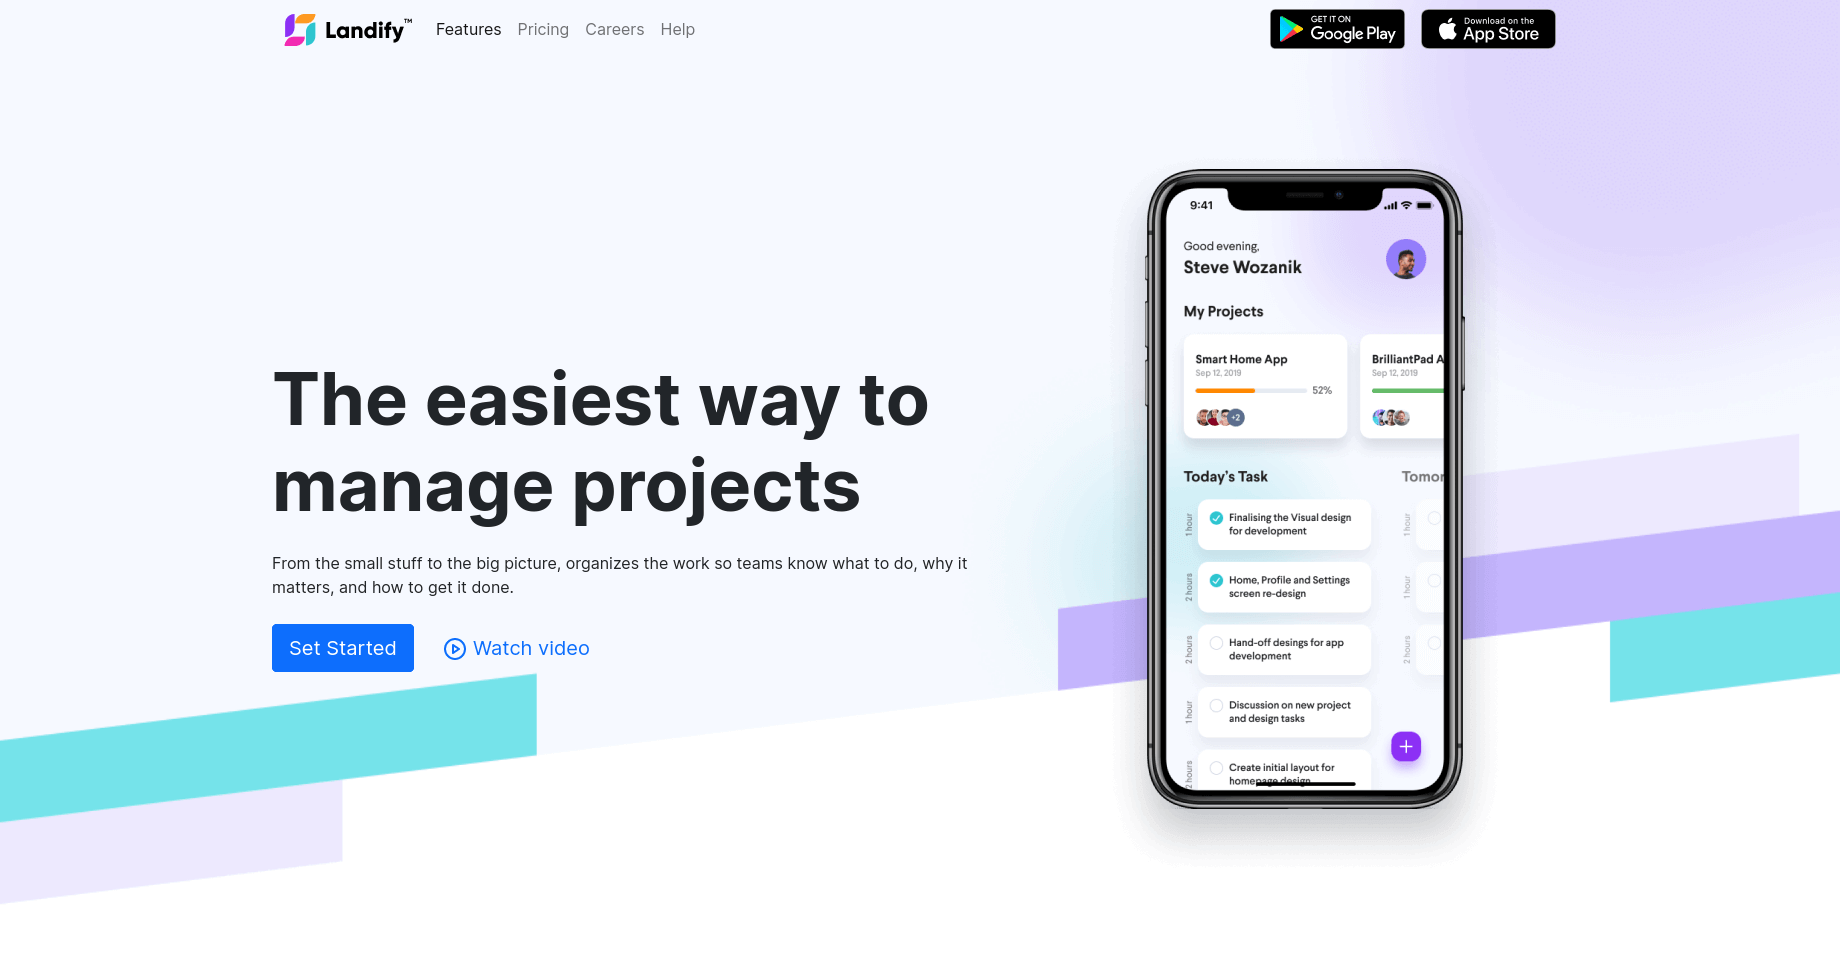 Landify™ Features Pricing Careers Help
GET IT ON
Google Play
Download on the
App Store
The easiest way to
manage projects
From the small stuff to the big picture, organizes the work so teams know what to do, why it
matters, and how to get it done.
Set Started Watch video
9:41
Good evening,
Steve Wozanik
My Projects
Smart Home App
Sep 12, 2019
52%
+2
BrilliantPad A
Sep 12, 2019
Today's Task
Tomor
1 hour
Finalising the Visual design
for development
1 hour
2 hours
Home, Profile and Settings
screen re-design
1 hour
2 hours
Hand-off desings for app
development
2 hours
1 hour
Discussion on new project
and design tasks
2 hours
Create initial layout for
homepage design